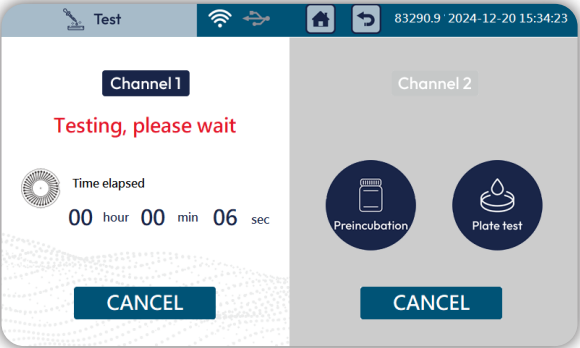 Test
83290.9 2024-12-20 15:34:23
Channel 1
Testing, please wait
Time elapsed
00 hour 00 min 06 sec
CANCEL
Channel 2
Preincubation
Plate test
CANCEL